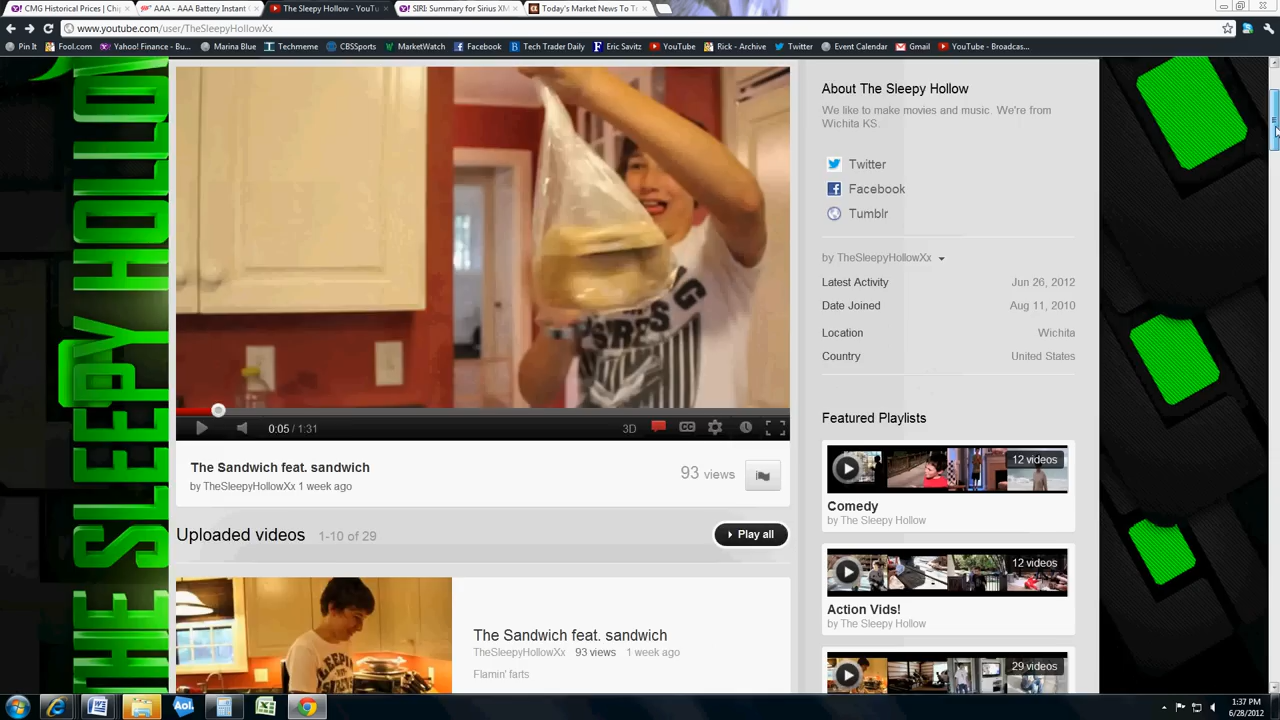 CMG Historical Prices | Chip
AAA - AAA Battery Instant
The Sleepy Hollow - YouTu
SIRI: Summary for Sirius XM
Today's Market News To Tr
www.youtube.com/user/TheSleepyHollowXx
Pin It
Fool.com
Yahoo! Finance - Bu...
Marina Blue
Techmeme
CBSSports
MarketWatch
Facebook
Tech Trader Daily
Eric Savitz
YouTube
Rick - Archive
Twitter
Event Calendar
Gmail
YouTube - Broadcas...
THE SLEEPY HOLLOW
0:05 / 1:31
3D
CC
The Sandwich feat. sandwich
by TheSleepyHollowXx 1 week ago
93 views
Uploaded videos 1-10 of 29
Play all
The Sandwich feat. sandwich
TheSleepyHollowXx 93 views 1 week ago
Flamin' farts
About The Sleepy Hollow
We like to make movies and music. We're from
Wichita KS.
Twitter
Facebook
Tumblr
by TheSleepyHollowXx
Latest Activity Jun 26, 2012
Date Joined Aug 11, 2010
Location Wichita
Country United States
Featured Playlists
12 videos
Comedy
by The Sleepy Hollow
12 videos
Action Vids!
by The Sleepy Hollow
29 videos
1:37 PM
6/28/2012